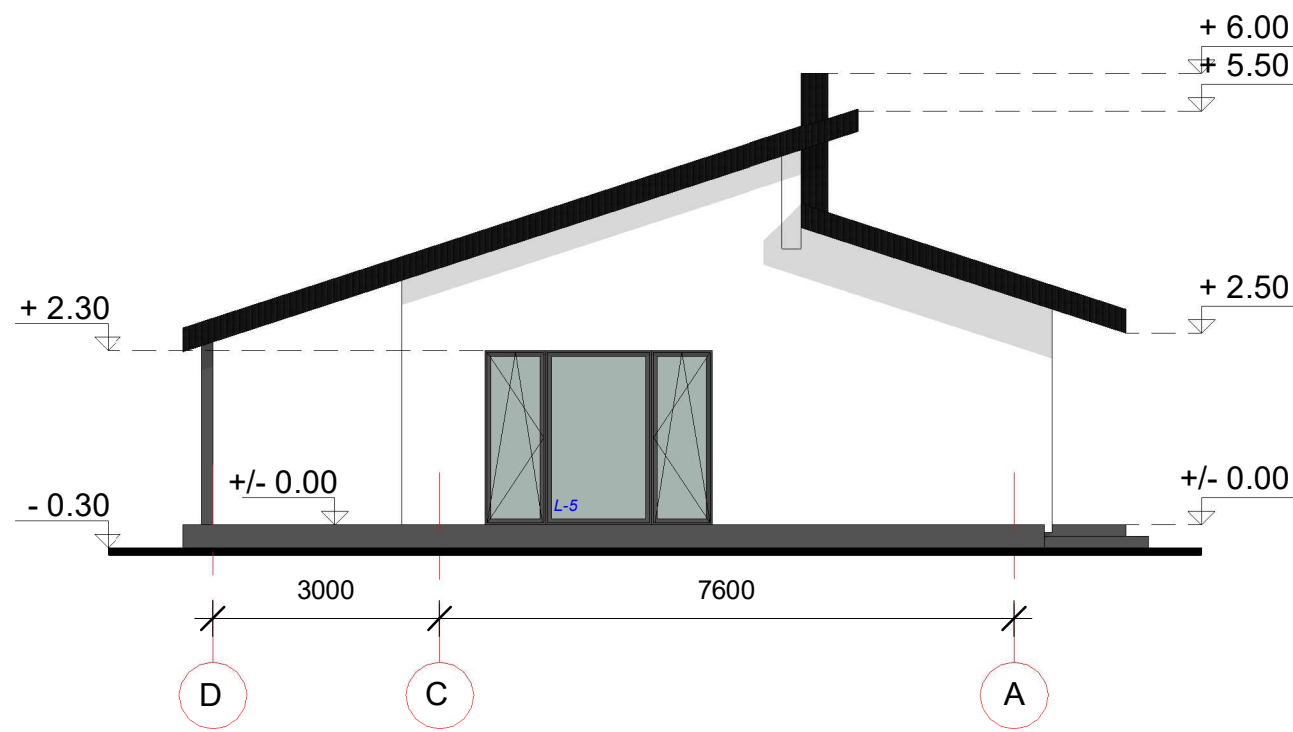 + 6.00
+ 5.50
+ 2.30
+ 2.50
L-5
+/- 0.00
+/- 0.00
- 0.30
3000
7600
D
C
A